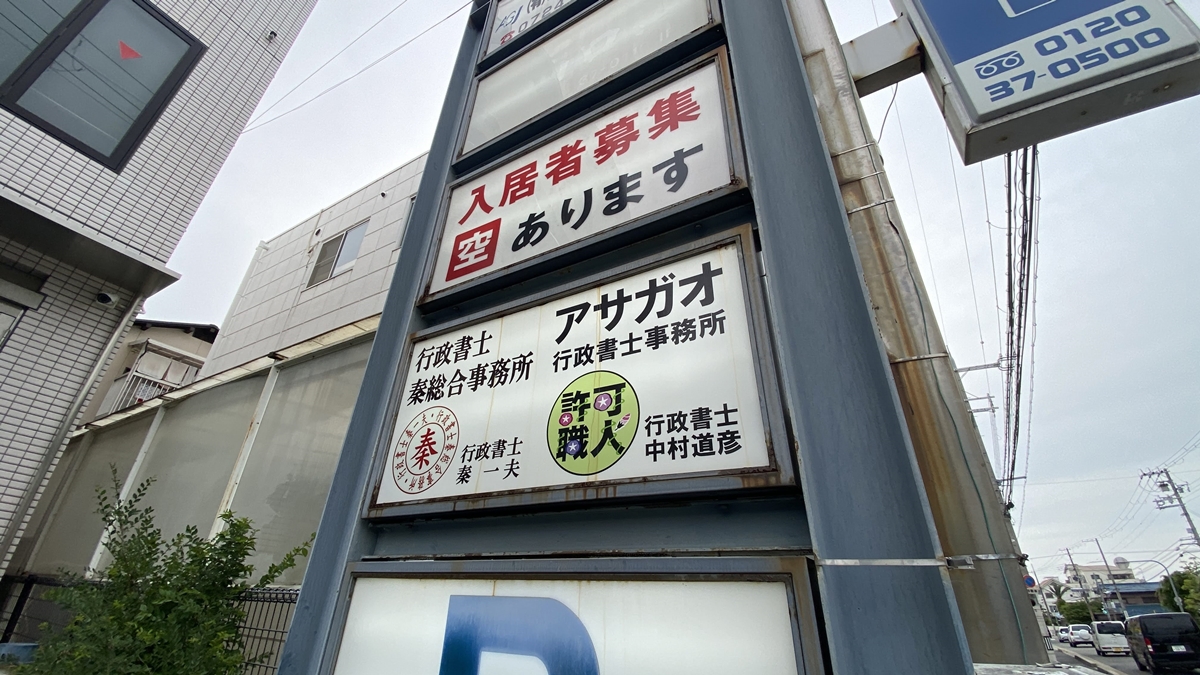 0120
37-0500
入居者募集
空 あります
行政書士
秦総合事務所
秦
行政書士
秦 一夫
アサガオ
行政書士事務所
許可
職人
行政書士
中村道彦
P